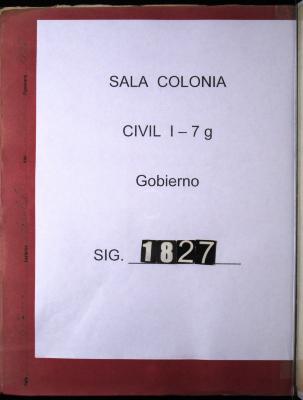 SALA COLONIA
CIVIL I – 7 g
Gobierno
SIG. 1827